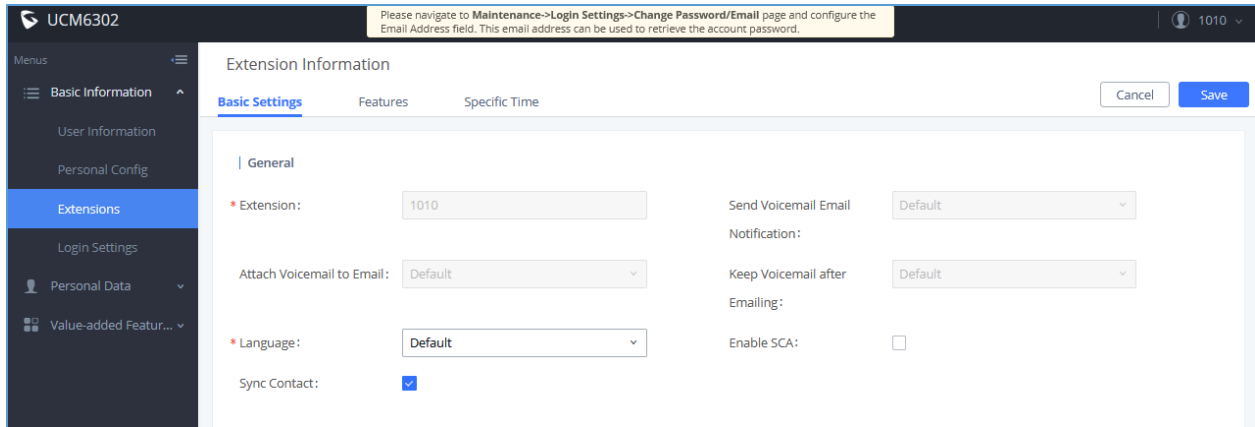 UCM6302
Please navigate to Maintenance->Login Settings->Change Password/Email page and configure the
Email Address field. This email address can be used to retrieve the account password.
1010
Menus
Basic Information
User Information
Personal Config
Extensions
Login Settings
Personal Data
Value-added Featur...
Extension Information
Basic Settings
Features
Specific Time
Cancel
Save
General
* Extension:
1010
Send Voicemail Email
Notification:
Default
Attach Voicemail to Email:
Default
Keep Voicemail after
Emailing:
Default
* Language:
Default
Enable SCA:
Sync Contact: